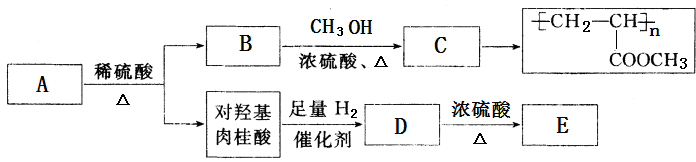 A
稀硫酸
△
B
CH₃OH
浓硫酸、△
C
[CH₂—CH]ₙ
COOCH₃
对羟基
肉桂酸
足量 H₂
催化剂
D
浓硫酸
△
E